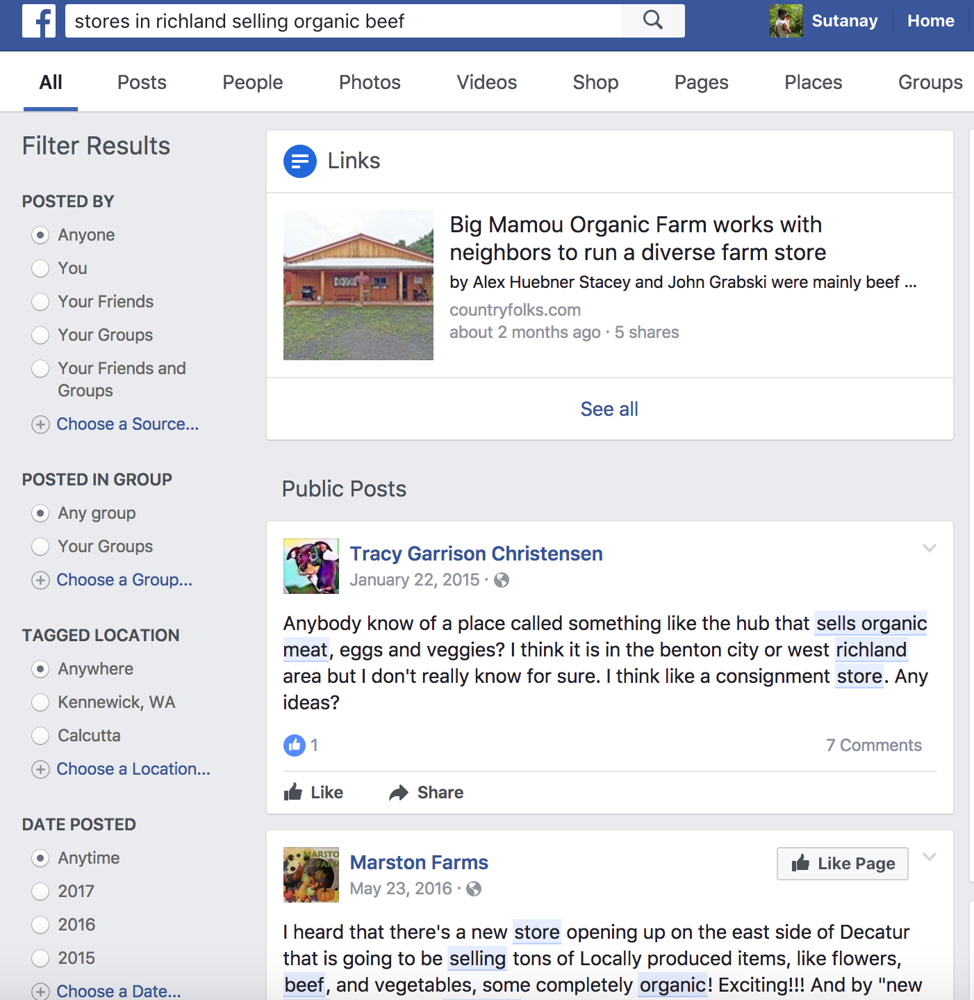 stores in richland selling organic beef
Sutanay
Home
All
Posts
People
Photos
Videos
Shop
Pages
Places
Groups
Filter Results
POSTED BY
Anyone
You
Your Friends
Your Groups
Your Friends and
Groups
Choose a Source...
POSTED IN GROUP
Any group
Your Groups
Choose a Group...
TAGGED LOCATION
Anywhere
Kennewick, WA
Calcutta
Choose a Location...
DATE POSTED
Anytime
2017
2016
2015
Choose a Date...
Links
Big Mamou Organic Farm works with
neighbors to run a diverse farm store
by Alex Huebner Stacey and John Grabski were mainly beef ...
countryfolks.com
about 2 months ago · 5 shares
See all
Public Posts
Tracy Garrison Christensen
January 22, 2015 ·
Anybody know of a place called something like the hub that sells organic
meat, eggs and veggies? I think it is in the benton city or west richland
area but I don't really know for sure. I think like a consignment store. Any
ideas?
1
7 Comments
Like
Share
MARSTO
FARM
Marston Farms
May 23, 2016 ·
Like Page
I heard that there's a new store opening up on the east side of Decatur
that is going to be selling tons of Locally produced items, like flowers,
beef, and vegetables, some completely organic! Exciting!!! And by "new